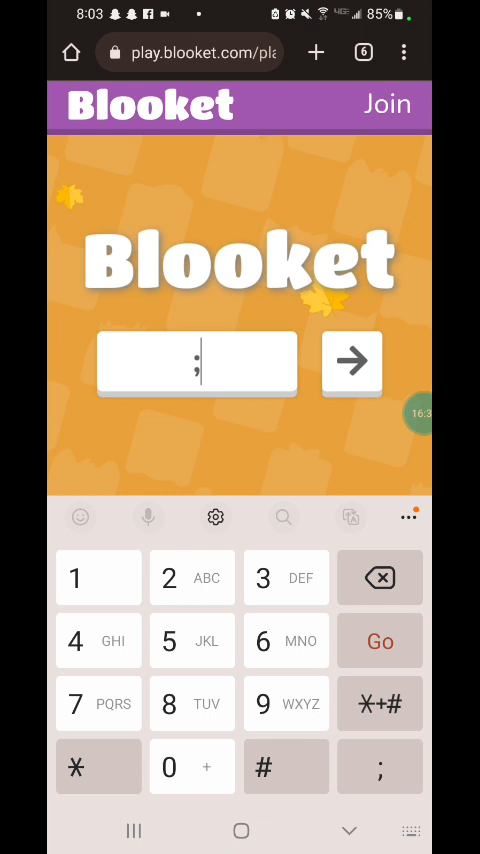 8:03 85%
play.blooket.com/pla
6
Blooket Join
Blooket
;
16:3
1 2 ABC 3 DEF
4 GHI 5 JKL 6 MNO Go
7 PQRS 8 TUV 9 WXYZ *+#
* 0 + # ;